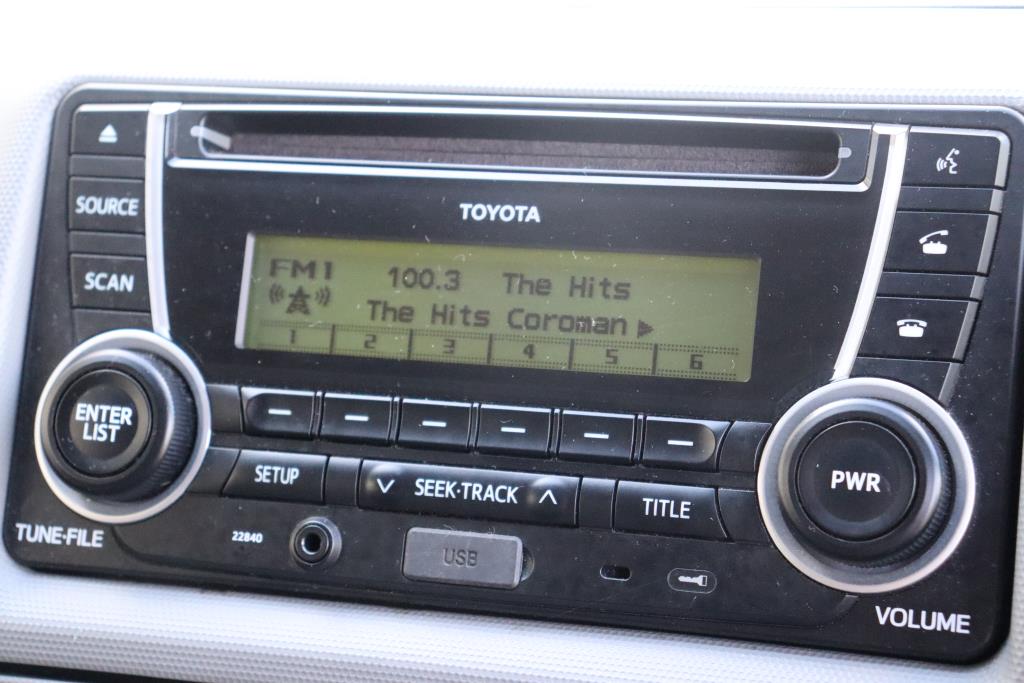 SOURCE
SCAN
TOYOTA
FM1 100.3 The Hits
The Hits Coroman
1 2 3 4 5 6
ENTER
LIST
PWR
SETUP
SEEK·TRACK
TITLE
TUNE·FILE
22840
USB
VOLUME